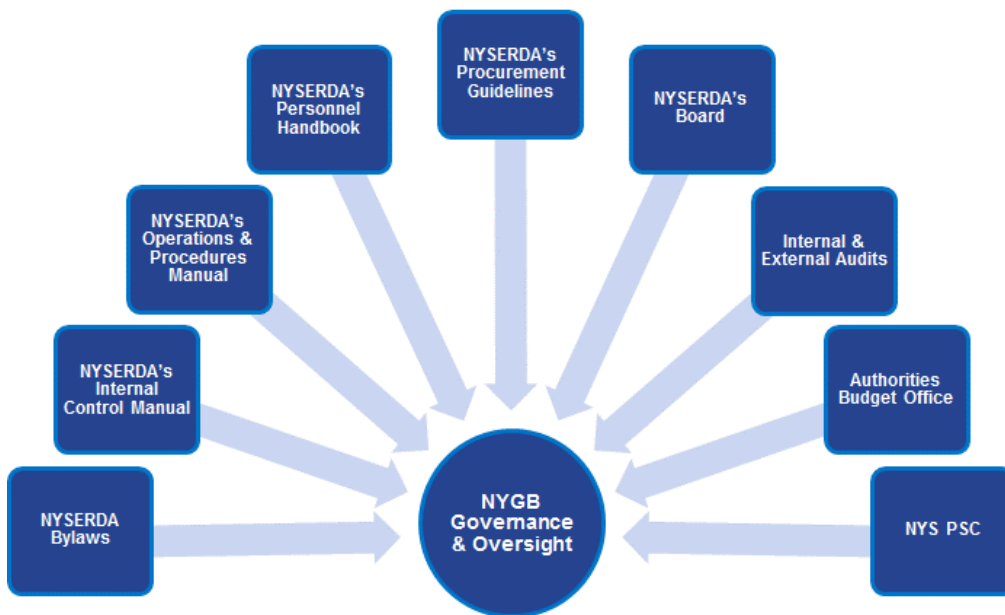 NYSERDA's
Procurement
Guidelines
NYSERDA's
Personnel
Handbook
NYSERDA's
Board
NYSERDA's
Operations &
Procedures
Manual
Internal &
External Audits
NYSERDA's
Internal
Control Manual
Authorities
Budget Office
NYSERDA
Bylaws
NYGB
Governance
& Oversight
NYS PSC